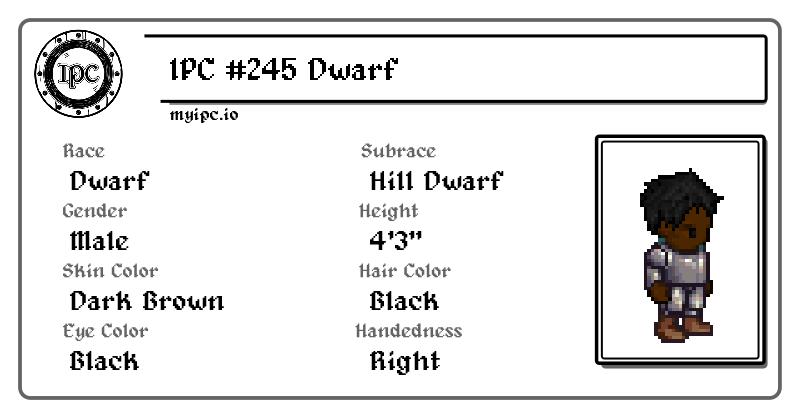 IPC
IPC #245 Dwarf
myipc.io
Race
Subrace
Dwarf
Hill Dwarf
Gender
Height
Male
4'3"
Skin Color
Hair Color
Dark Brown
Black
Eye Color
Handedness
Black
Right